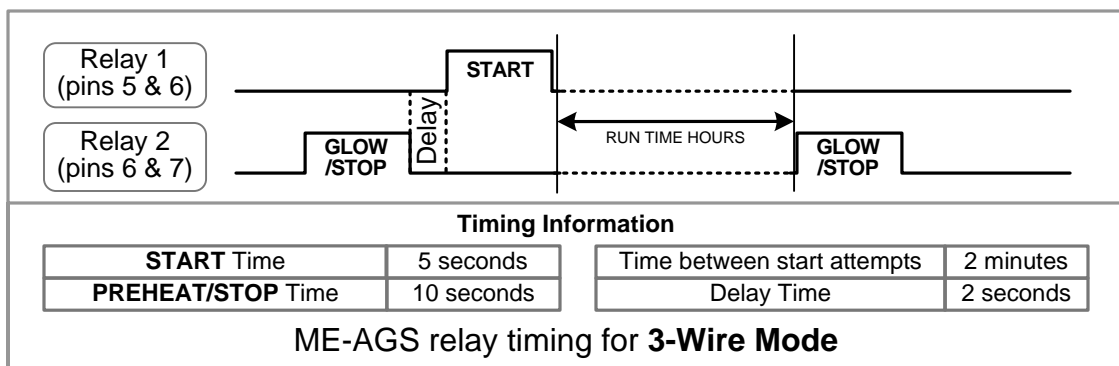 Relay 1
(pins 5 & 6)
START
Delay
RUN TIME HOURS
Relay 2
(pins 6 & 7)
GLOW
/STOP
GLOW
/STOP
Timing Information
START Time 5 seconds
PREHEAT/STOP Time 10 seconds
Time between start attempts 2 minutes
Delay Time 2 seconds
ME-AGS relay timing for 3-Wire Mode